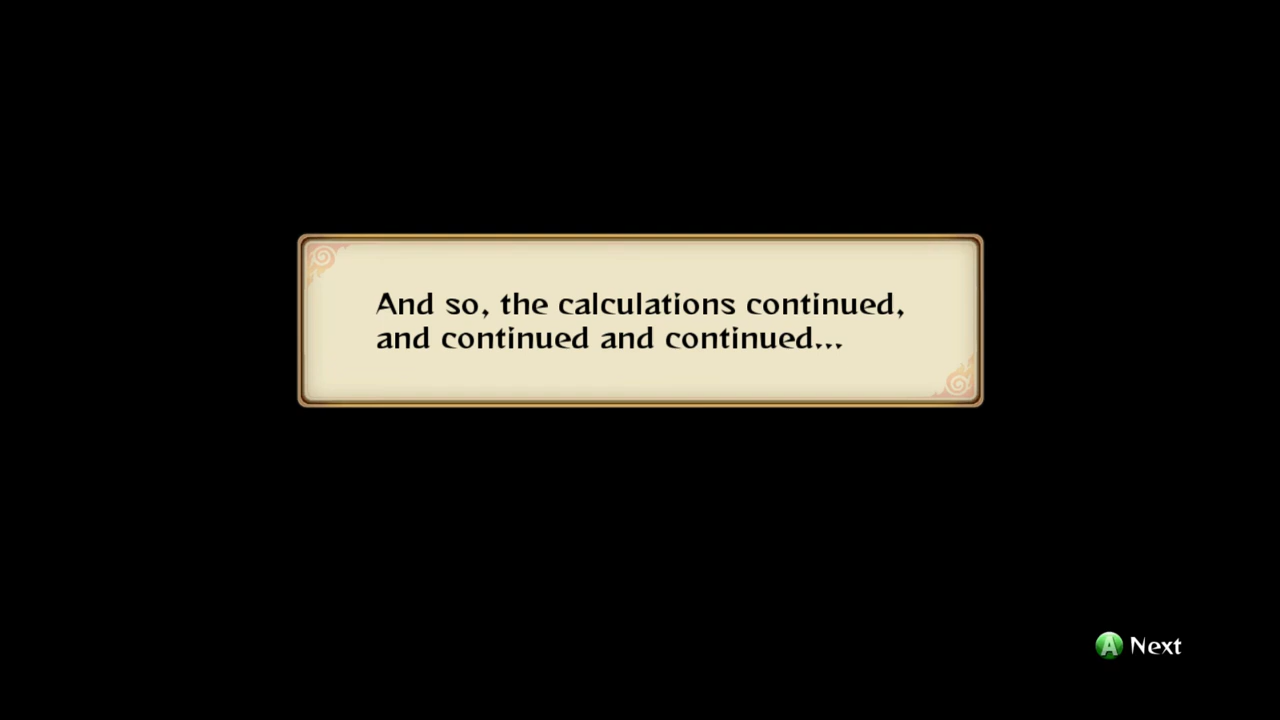 And so, the calculations continued,
and continued and continued...
A Next